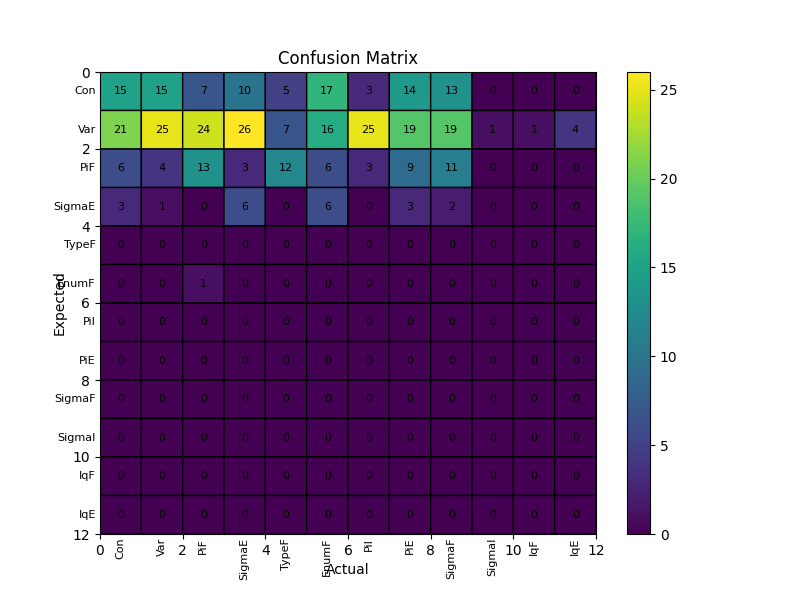 Confusion Matrix
0
Con 15 15 7 10 5 17 3 14 13 0 0 0
Var 21 25 24 26 7 16 25 19 19 1 1 4
2
PiF 6 4 13 3 12 6 3 9 11 0 0 0
SigmaE 3 1 0 6 0 6 0 3 2 0 0 0
4
TypeF 0 0 0 0 0 0 0 0 0 0 0 0
EnumF 0 0 1 0 0 0 0 0 0 0 0 0
Expected
6
PiI 0 0 0 0 0 0 0 0 0 0 0 0
PiE 0 0 0 0 0 0 0 0 0 0 0 0
8
SigmaF 0 0 0 0 0 0 0 0 0 0 0 0
SigmaI 0 0 0 0 0 0 0 0 0 0 0 0
10
IqF 0 0 0 0 0 0 0 0 0 0 0 0
IqE 0 0 0 0 0 0 0 0 0 0 0 0
12
0 2 4 6 8 10 12
Con Var PiF SigmaE TypeF EnumF PiI PiE SigmaF SigmaI IqF IqE
Actual
25
20
15
10
5
0